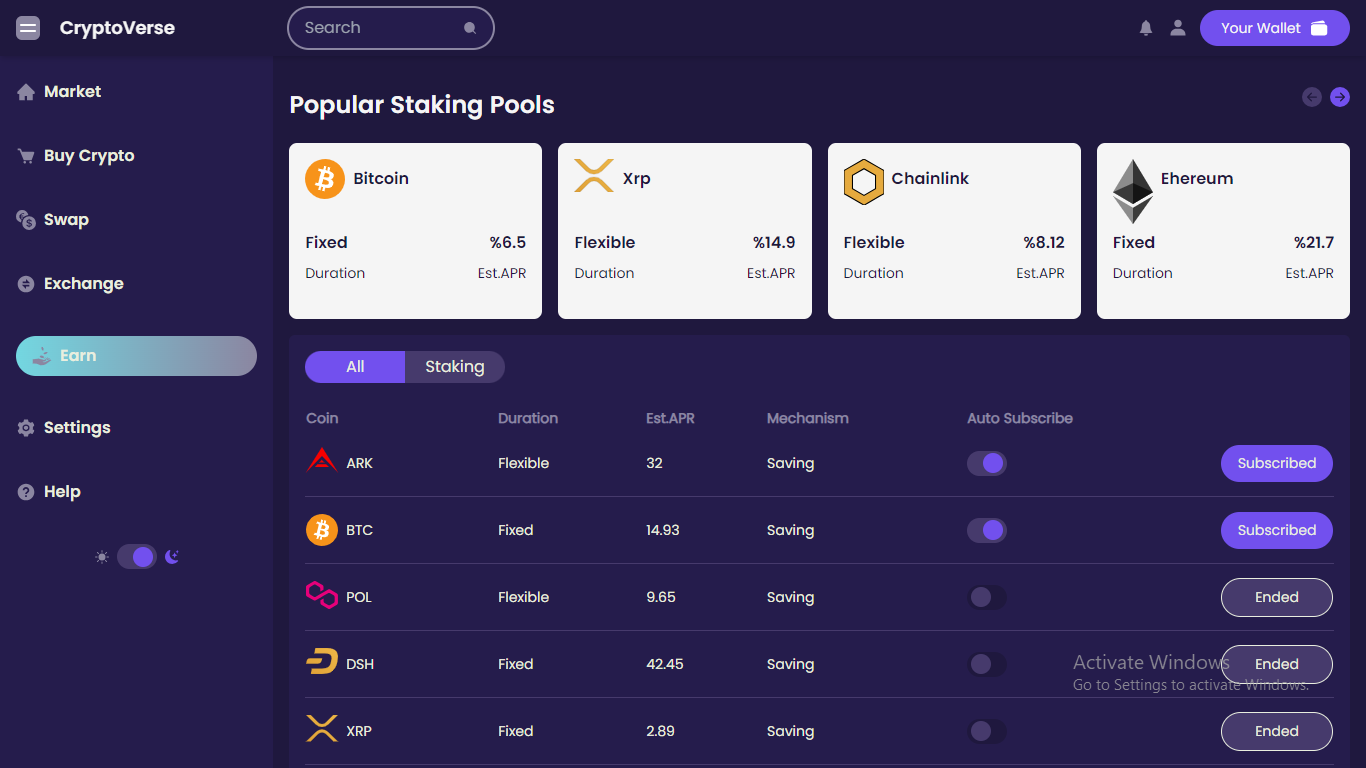 CryptoVerse
Search
Your Wallet
Market
Buy Crypto
Swap
Exchange
Earn
Settings
Help
Popular Staking Pools
Bitcoin
Fixed %6.5
Duration Est.APR
Xrp
Flexible %14.9
Duration Est.APR
Chainlink
Flexible %8.12
Duration Est.APR
Ehereum
Fixed %21.7
Duration Est.APR
All Staking
Coin Duration Est.APR Mechanism Auto Subscribe
ARK Flexible 32 Saving Subscribed
BTC Fixed 14.93 Saving Subscribed
POL Flexible 9.65 Saving Ended
DSH Fixed 42.45 Saving Ended
XRP Fixed 2.89 Saving Ended
Activate Windows
Go to Settings to activate Windows.